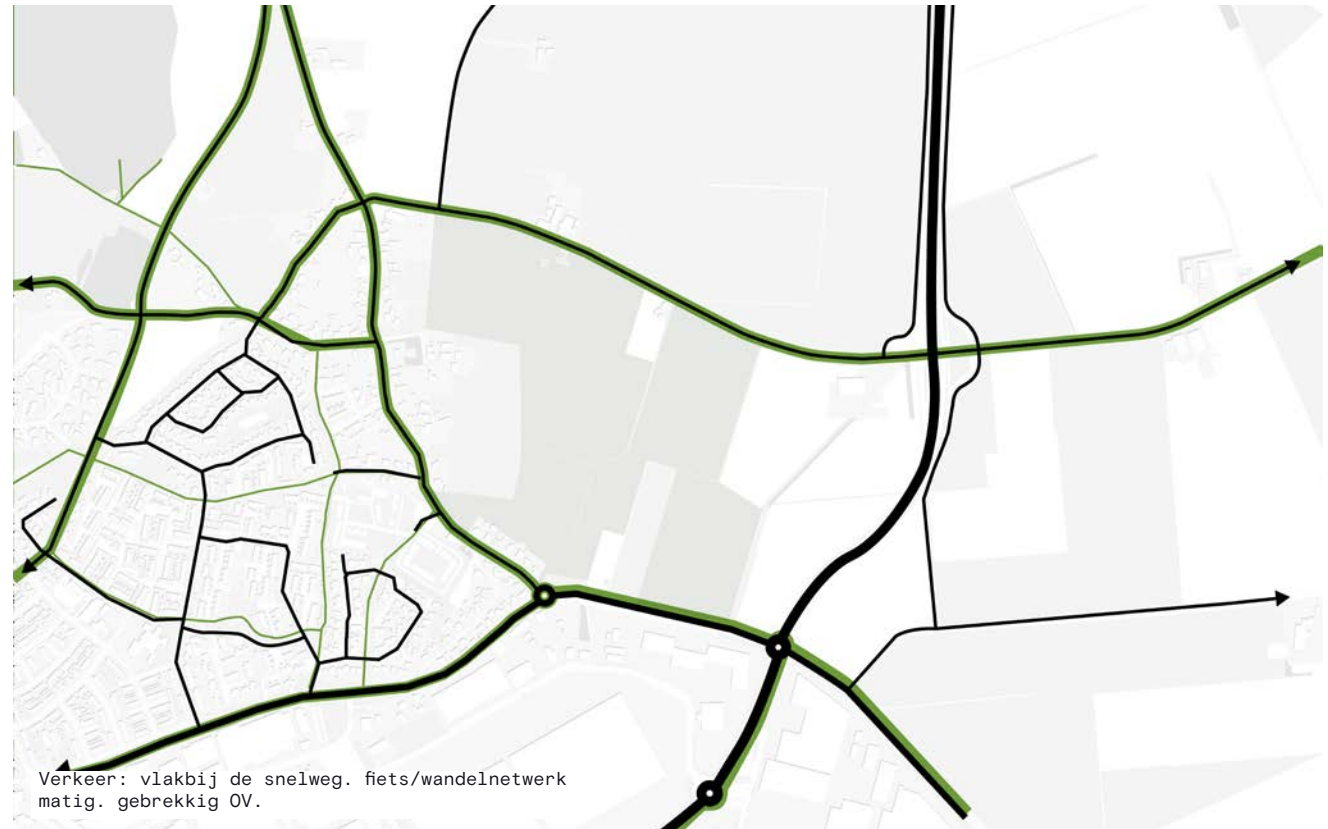 Verkeer: vlakbij de snelweg. fiets/wandelnetwerk
matig. gebrekkig OV.